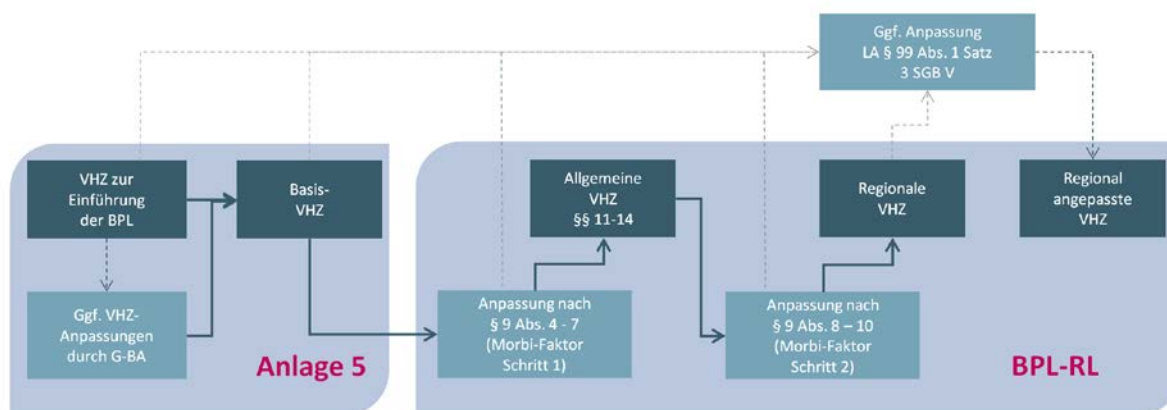 Ggf. Anpassung
LA § 99 Abs. 1 Satz
3 SGB V
VHZ zur
Einführung
der BPL
Basis-
VHZ
Allgemeine
VHZ
§§ 11-14
Regionale
VHZ
Regional
angepasste
VHZ
Ggf. VHZ-
Anpassungen
durch G-BA
Anlage 5
Anpassung nach
§ 9 Abs. 4 - 7
(Morbi-Faktor
Schritt 1)
Anpassung nach
§ 9 Abs. 8 – 10
(Morbi-Faktor
Schritt 2)
BPL-RL